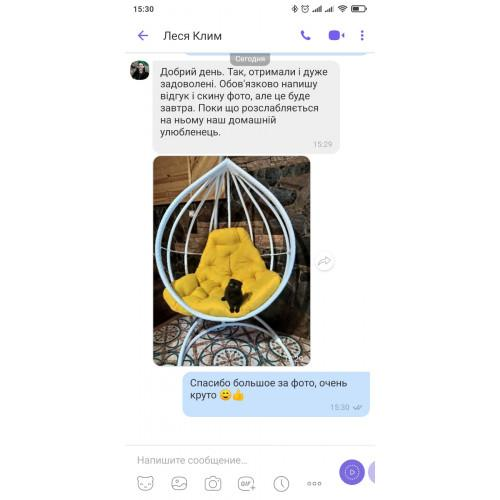 15:30
Леся Клим
Сегодня
Добрий день. Так, отримали і дуже
задоволені. Обов'язково напишу
відгук і скину фото, але це буде
завтра. Поки що розслабляється
на ньому наш домашній
улюбленець.
15:29
Спасибо большое за фото, очень
круто 😊👍
15:30
Напишите сообщение...
GIF